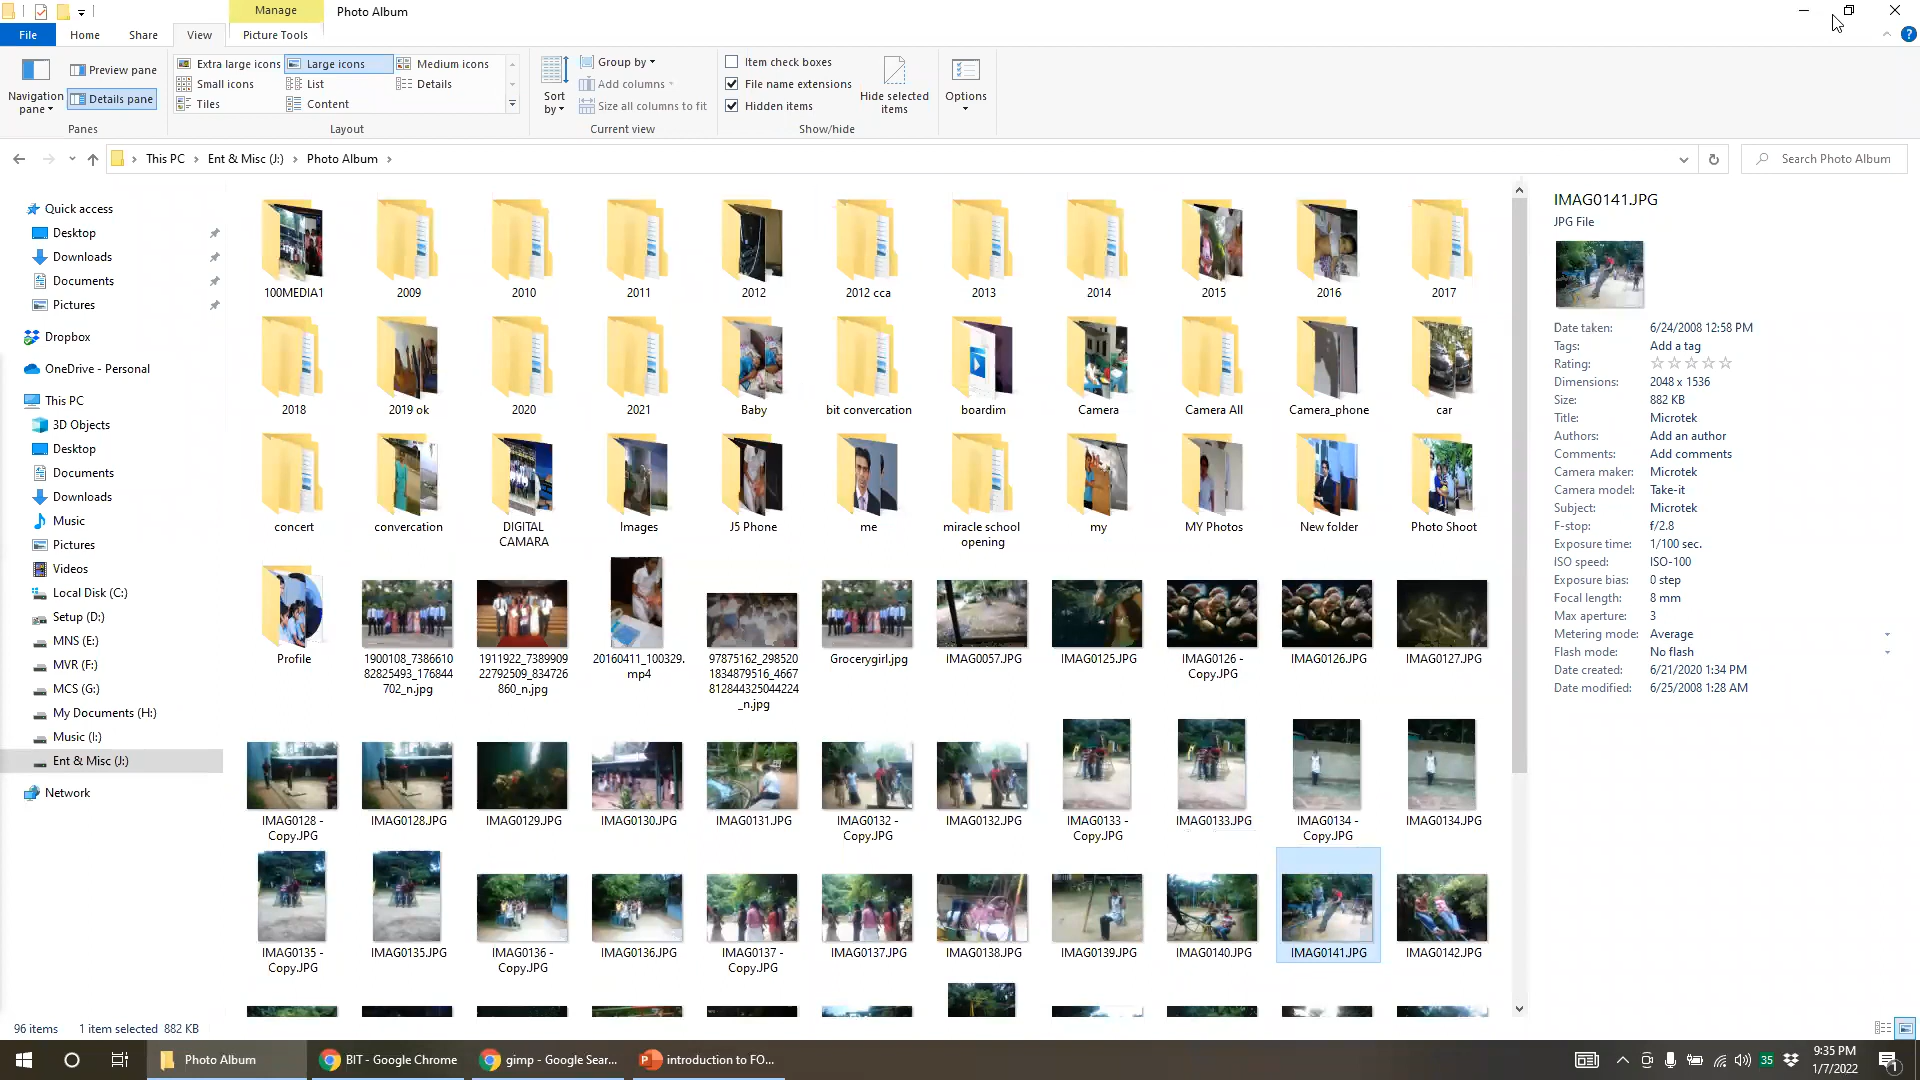 Manage
Photo Album
File
Home
Share
View
Picture Tools
Navigation pane
Preview pane
Details pane
Panes
Extra large icons
Large icons
Medium icons
Small icons
List
Details
Tiles
Content
Layout
Sort by
Group by
Add columns
Size all columns to fit
Current view
Item check boxes
File name extensions
Hidden items
Hide selected items
Show/hide
Options
This PC
Ent & Misc (J:)
Photo Album
Search Photo Album
Quick access
Desktop
Downloads
Documents
Pictures
Dropbox
OneDrive - Personal
This PC
3D Objects
Desktop
Documents
Downloads
Music
Pictures
Videos
Local Disk (C:)
Setup (D:)
MNS (E:)
MVR (F:)
MCS (G:)
My Documents (H:)
Music (I:)
Ent & Misc (J:)
Network
100MEDIA1
2009
2010
2011
2012
2012 cca
2013
2014
2015
2016
2017
2018
2019 ok
2020
2021
Baby
bit convercation
boardim
Camera
Camera All
Camera_phone
car
concert
convercation
DIGITAL CAMARA
Images
J5 Phone
me
miracle school opening
my
MY Photos
New folder
Photo Shoot
Profile
1900108_7386610
82825493_176844
702_n.jpg
1911922_7389909
22792509_834726
860_n.jpg
20160411_100329.
mp4
97875162_298520
1834879516_4667
812844325044224
_n.jpg
Grocerygirl.jpg
IMAG0057.JPG
IMAG0125.JPG
IMAG0126 - Copy.JPG
IMAG0126.JPG
IMAG0127.JPG
IMAG0128 - Copy.JPG
IMAG0128.JPG
IMAG0129.JPG
IMAG0130.JPG
IMAG0131.JPG
IMAG0132 - Copy.JPG
IMAG0132.JPG
IMAG0133 - Copy.JPG
IMAG0133.JPG
IMAG0134 - Copy.JPG
IMAG0134.JPG
IMAG0135 - Copy.JPG
IMAG0135.JPG
IMAG0136 - Copy.JPG
IMAG0136.JPG
IMAG0137 - Copy.JPG
IMAG0137.JPG
IMAG0138.JPG
IMAG0139.JPG
IMAG0140.JPG
IMAG0141.JPG
IMAG0142.JPG
IMAG0141.JPG
JPG File
Date taken: 6/24/2008 12:58 PM
Tags: Add a tag
Rating:
Dimensions: 2048 x 1536
Size: 882 KB
Title: Microtek
Authors: Add an author
Comments: Add comments
Camera maker: Microtek
Camera model: Take-it
Subject: Microtek
F-stop: f/2.8
Exposure time: 1/100 sec.
ISO speed: ISO-100
Exposure bias: 0 step
Focal length: 8 mm
Max aperture: 3
Metering mode: Average
Flash mode: No flash
Date created: 6/21/2020 1:34 PM
Date modified: 6/25/2008 1:28 AM
96 items
1 item selected 882 KB
Photo Album
BIT - Google Chrome
gimp - Google Sear...
introduction to FO...
35
9:35 PM
1/7/2022
1